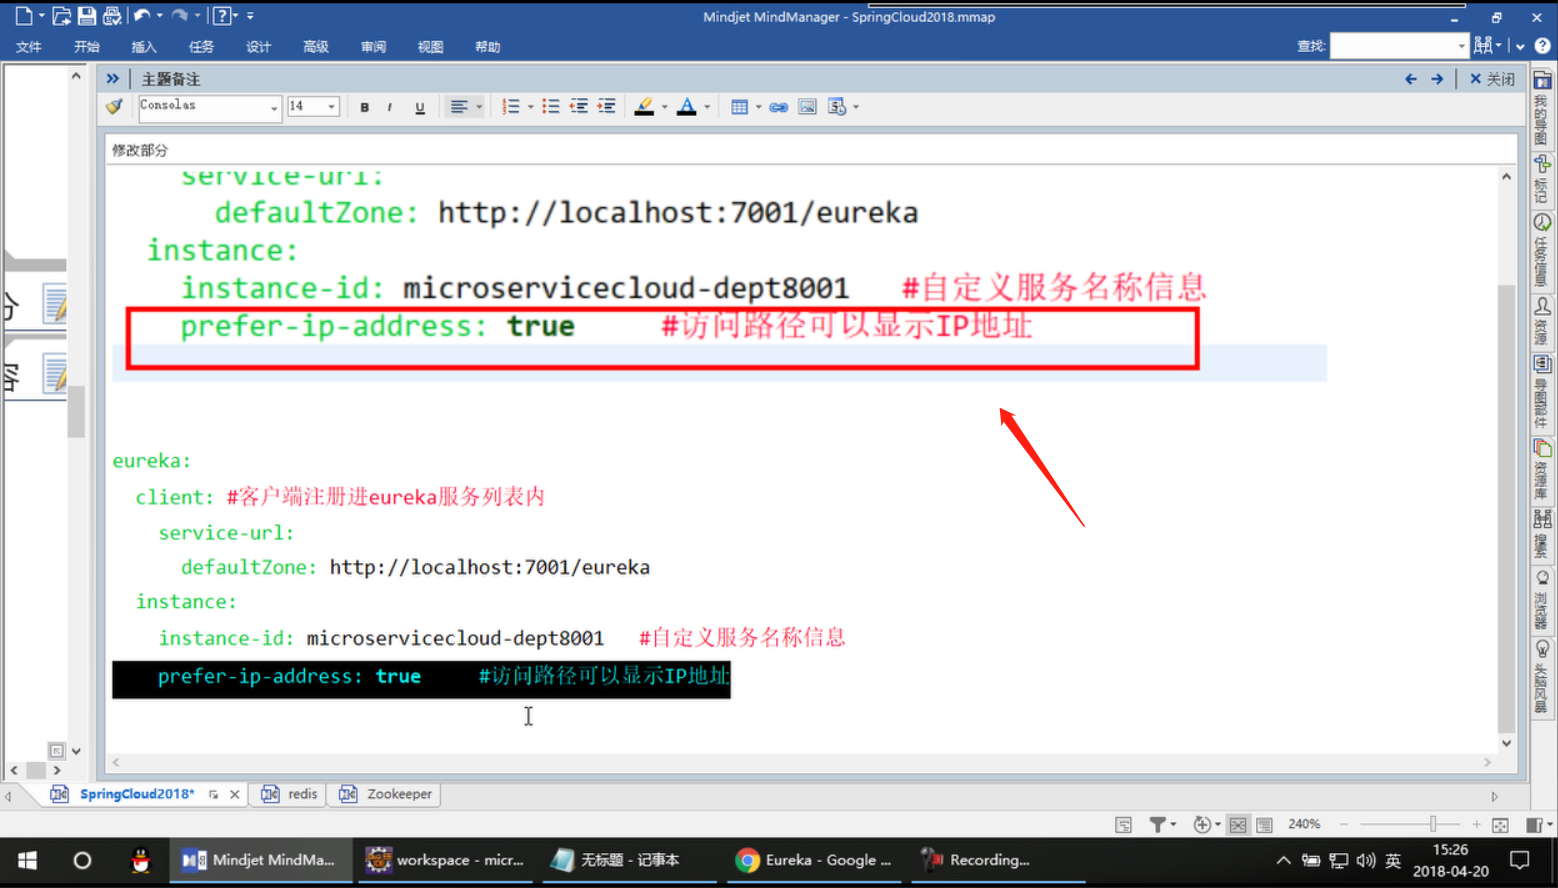 Mindjet MindManager - SpringCloud2018.mmap
文件 开始 插入 任务 设计 高级 审阅 视图 帮助 查找:
主题备注 关闭
Consolas 14 B I U
修改部分
service-url:
defaultZone: http://localhost:7001/eureka
instance:
instance-id: microservicecloud-dept8001 #自定义服务名称信息
prefer-ip-address: true #访问路径可以显示IP地址
eureka:
client: #客户端注册进eureka服务列表内
service-url:
defaultZone: http://localhost:7001/eureka
instance:
instance-id: microservicecloud-dept8001 #自定义服务名称信息
prefer-ip-address: true #访问路径可以显示IP地址
我的导图
标记
任务信息
资源
导图部件
资源库
搜索
浏览器
头脑风暴
SpringCloud2018* redis Zookeeper
240%
Mindjet MindMa... workspace - micr... 无标题 - 记事本 Eureka - Google ... Recording... 英 15:26
2018-04-20